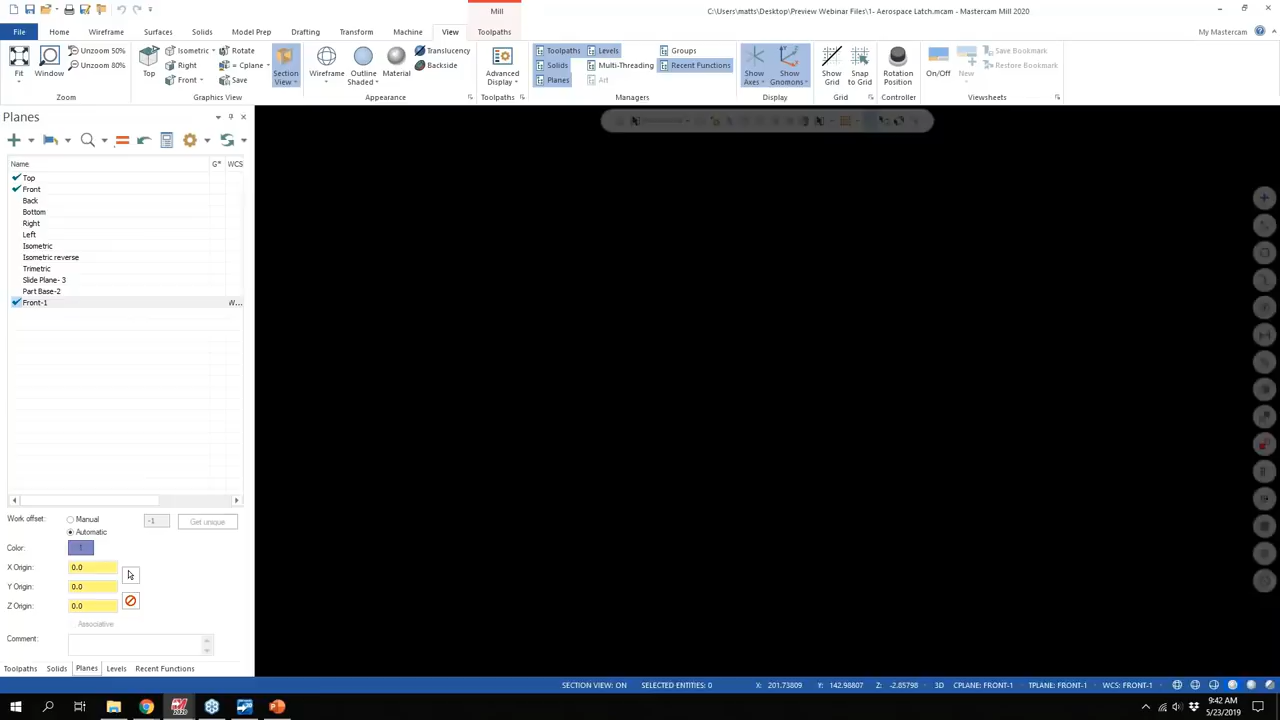 Mill
C:\Users\matts\Desktop\Preview Webinar Files\1- Aerospace Latch.mcam - Mastercam Mill 2020
File Home Wireframe Surfaces Solids Model Prep Drafting Transform Machine View Toolpaths My Mastercam
Fit
Window
Unzoom 50%
Unzoom 80%
Zoom
Top
Isometric
Right
Front
Rotate
= Cplane
Save
Section
View
Graphics View
Wireframe
Outline
Shaded
Material
Translucency
Backside
Appearance
Advanced
Display
Toolpaths
Toolpaths
Solids
Planes
Levels
Multi-Threading
Art
Groups
Recent Functions
Managers
Show
Axes
Show
Gnomons
Display
Show
Grid
Snap
to Grid
Grid
Rotation
Position
Controller
On/Off
New
Save Bookmark
Restore Bookmark
Viewsheets
Planes
Name G* WCS
Top
Front
Back
Bottom
Right
Left
Isometric
Isometric reverse
Trimetric
Slide Plane- 3
Part Base-2
Front-1 W...
Work offset: Manual -1 Get unique
Automatic
Color: 1
X Origin: 0.0
Y Origin: 0.0
Z Origin: 0.0
Associative
Comment:
Toolpaths Solids Planes Levels Recent Functions
SECTION VIEW: ON SELECTED ENTITIES: 0 X: 201.73809 Y: 142.98807 Z: -2.85798 3D CPLANE: FRONT-1 TPLANE: FRONT-1 WCS: FRONT-1
9:42 AM
5/23/2019